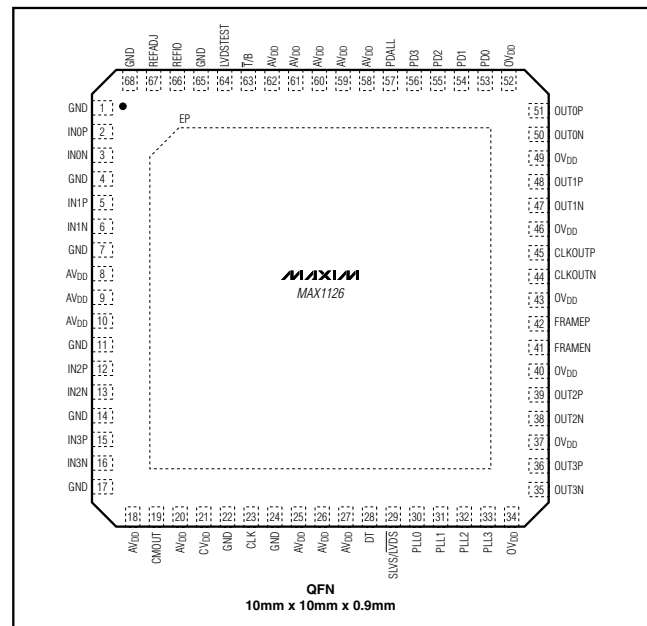 GND REFADJ REFIO GND LVDSTEST T/B AVDD AVDD AVDD AVDD AVDD PDALL PD3 PD2 PD1 PD0 OVDD
68 67 66 65 64 63 62 61 60 59 58 57 56 55 54 53 52
GND 1
IN0P 2
IN0N 3
GND 4
IN1P 5
IN1N 6
GND 7
AVDD 8
AVDD 9
AVDD 10
GND 11
IN2P 12
IN2N 13
GND 14
IN3P 15
IN3N 16
GND 17
EP
MAXIM
MAX1126
51 OUT0P
50 OUT0N
49 OVDD
48 OUT1P
47 OUT1N
46 OVDD
45 CLKOUTP
44 CLKOUTN
43 OVDD
42 FRAMEP
41 FRAMEN
40 OVDD
39 OUT2P
38 OUT2N
37 OVDD
36 OUT3P
35 OUT3N
18 19 20 21 22 23 24 25 26 27 28 29 30 31 32 33 34
AVDD CMOUT AVDD CVDD GND CLK GND AVDD AVDD AVDD DT SLVS/LVDS PLL0 PLL1 PLL2 PLL3 OVDD
QFN
10mm x 10mm x 0.9mm